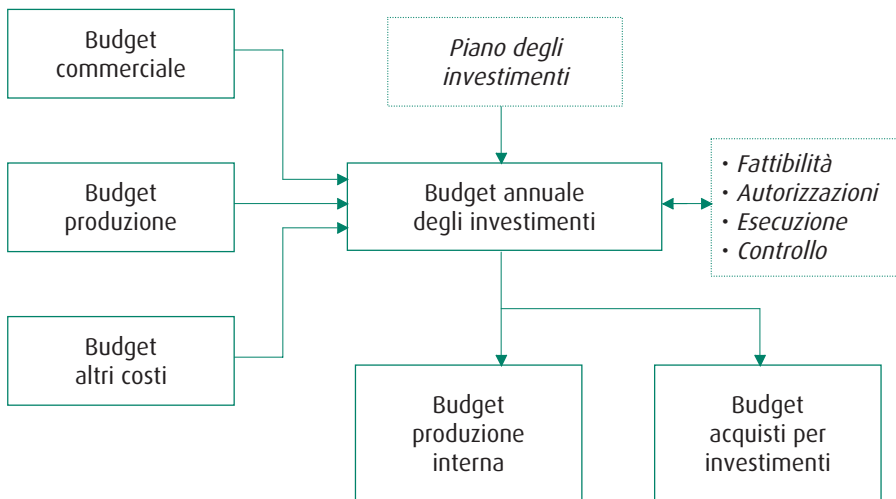 Budget
commerciale
Piano degli
investimenti
Budget
produzione
Budget annuale
degli investimenti
• Fattibilità
• Autorizzazioni
• Esecuzione
• Controllo
Budget
altri costi
Budget
produzione
interna
Budget
acquisti per
investimenti